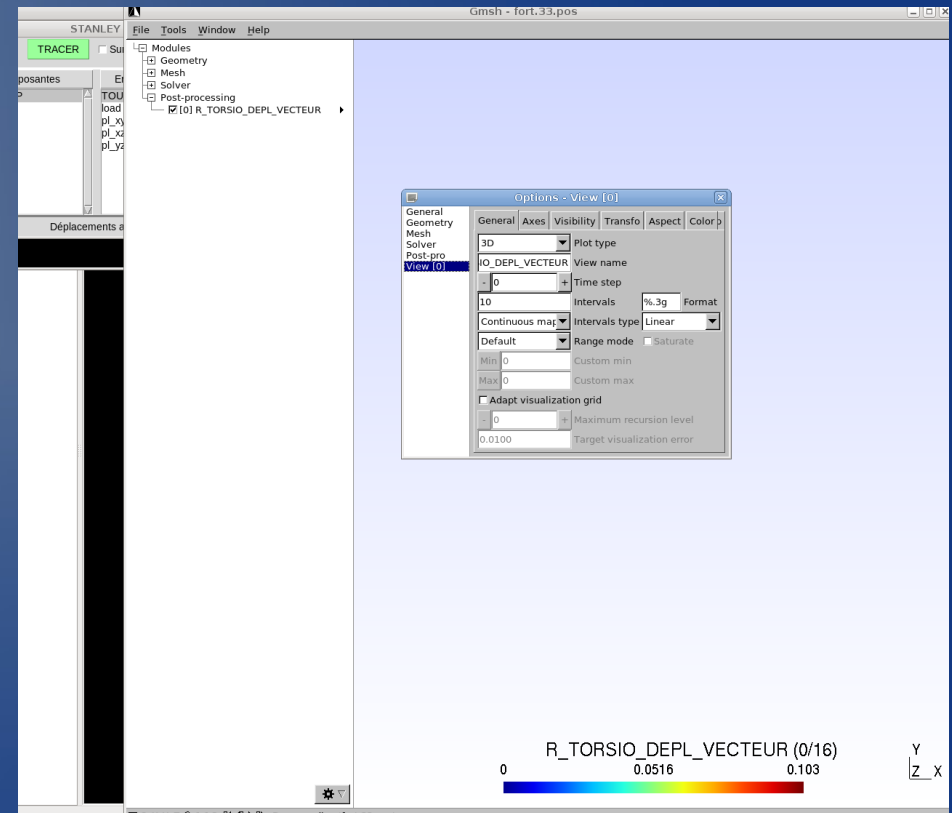 Gmsh - fort.33.pos
STANLEY
File Tools Window Help
TRACER
Modules
Geometry
Mesh
Solver
Post-processing
[0] R_TORSIO_DEPL_VECTEUR
load
pl_xy
Déplacements a
Options - View [0]
General
Geometry
Mesh
Solver
Post-pro
View [0]
General Axes Visibility Transfo Aspect Color
3D Plot type
IO_DEPL_VECTEUR View name
- 0 + Time step
10 Intervals %.3g Format
Continuous map Intervals type Linear
Default Range mode Saturate
Min 0 Custom min
Max 0 Custom max
Adapt visualization grid
- 0 + Maximum recursion level
0.0100 Target visualization error
R_TORSIO_DEPL_VECTEUR (0/16)
0 0.0516 0.103
Y
Z X